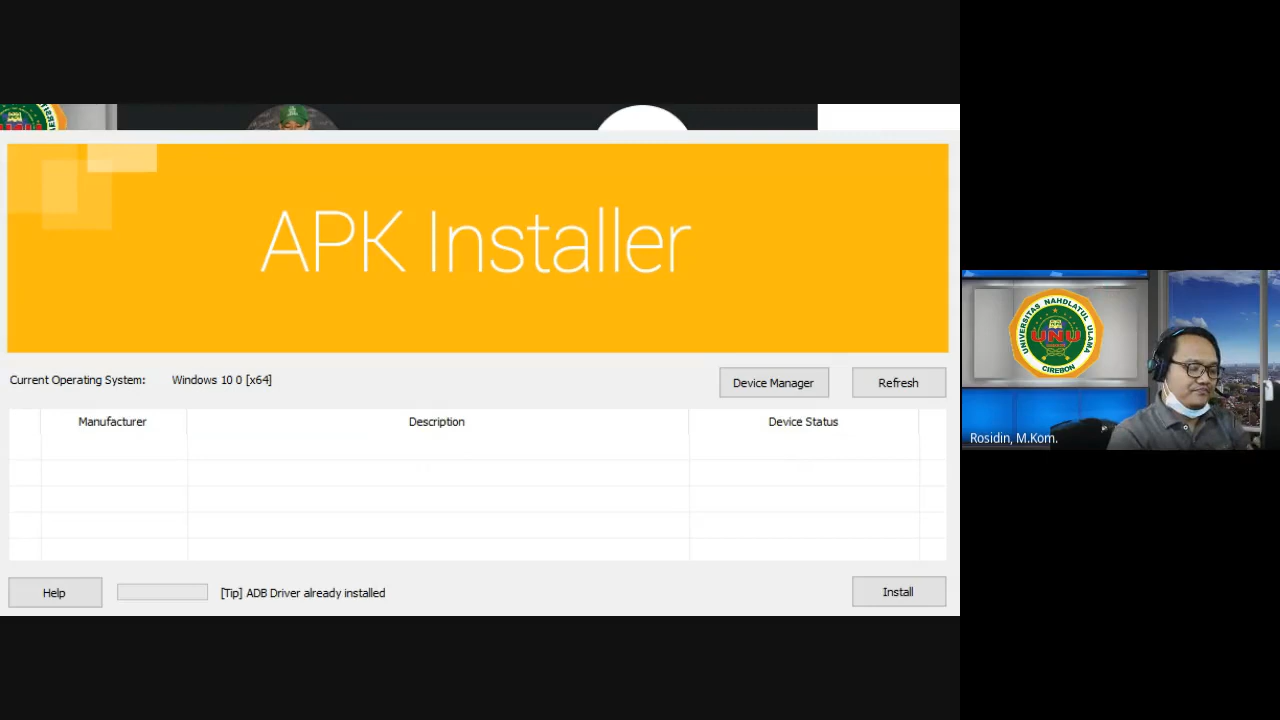 APK Installer
Current Operating System: Windows 10 0 [x64]
Device Manager
Refresh
Manufacturer Description Device Status
Help
[Tip] ADB Driver already installed
Install
UNIVERSITAS NAHDLATUL ULAMA
UNU
CIREBON
Rosidin, M.Kom.